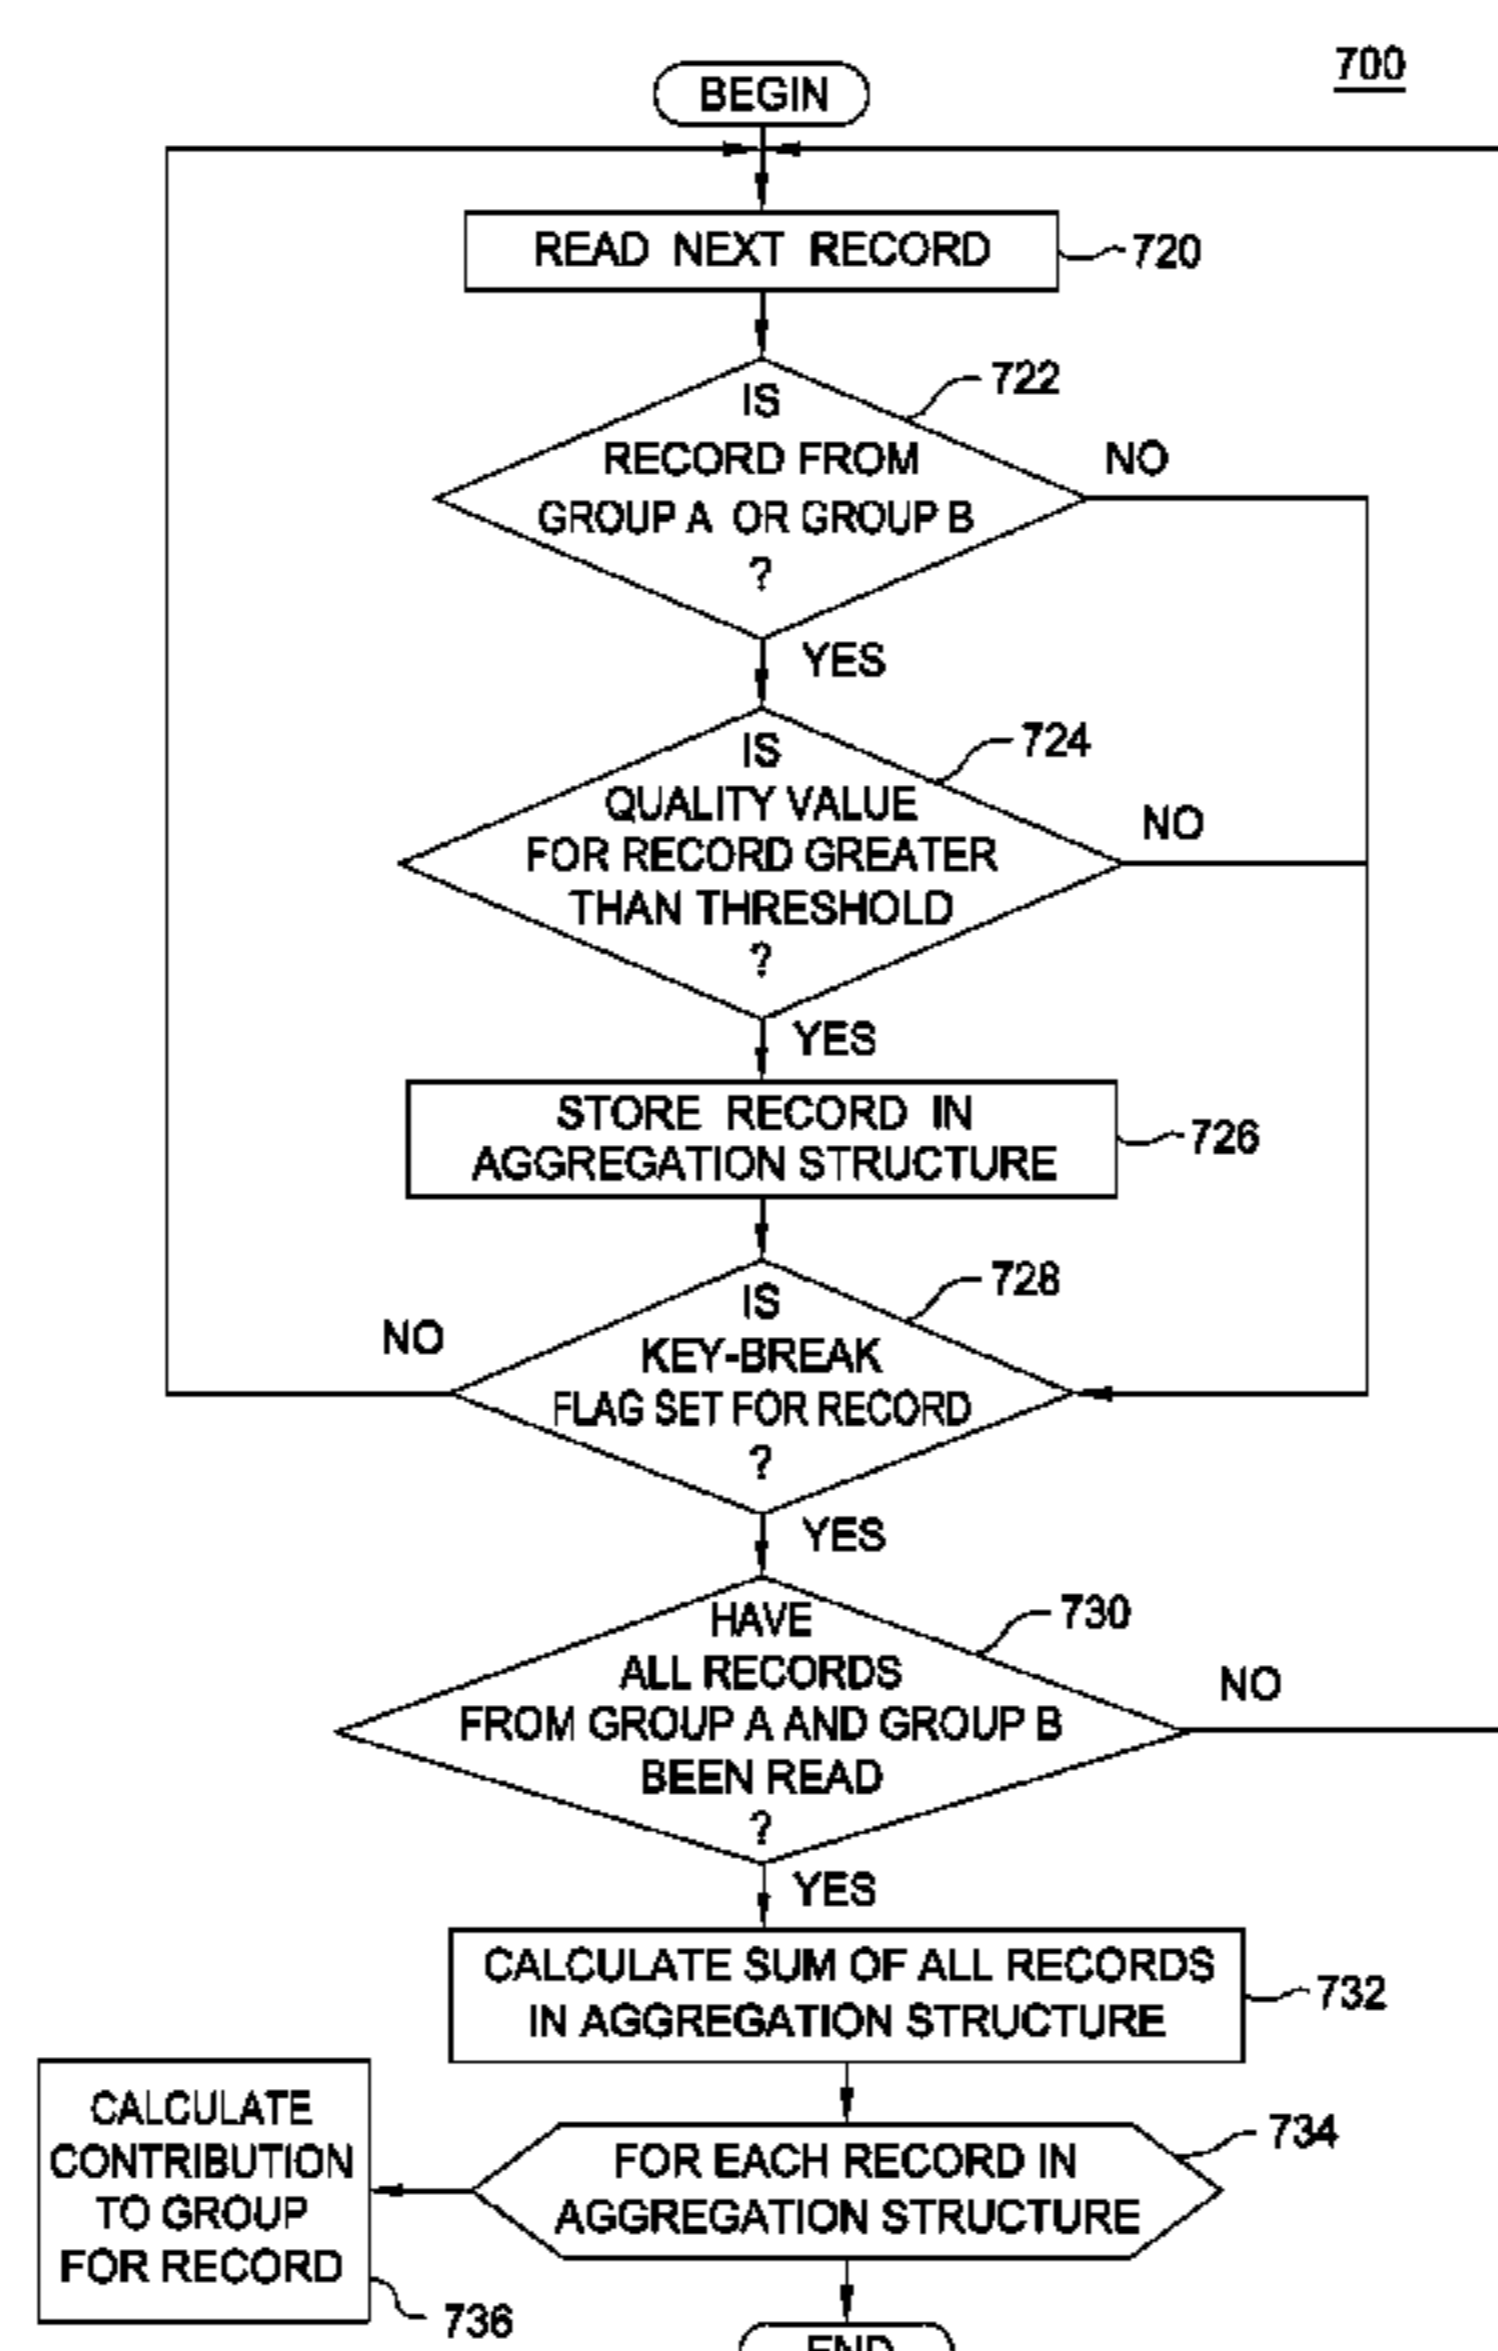 700
BEGIN
READ NEXT RECORD
720
IS
RECORD FROM
GROUP A OR GROUP B
?
722
NO
YES
IS
QUALITY VALUE
FOR RECORD GREATER
THAN THRESHOLD
?
724
NO
YES
STORE RECORD IN
AGGREGATION STRUCTURE
726
IS
KEY-BREAK
FLAG SET FOR RECORD
?
728
NO
YES
HAVE
ALL RECORDS
FROM GROUP A AND GROUP B
BEEN READ
?
730
NO
YES
CALCULATE SUM OF ALL RECORDS
IN AGGREGATION STRUCTURE
732
FOR EACH RECORD IN
AGGREGATION STRUCTURE
734
CALCULATE
CONTRIBUTION
TO GROUP
FOR RECORD
736
END